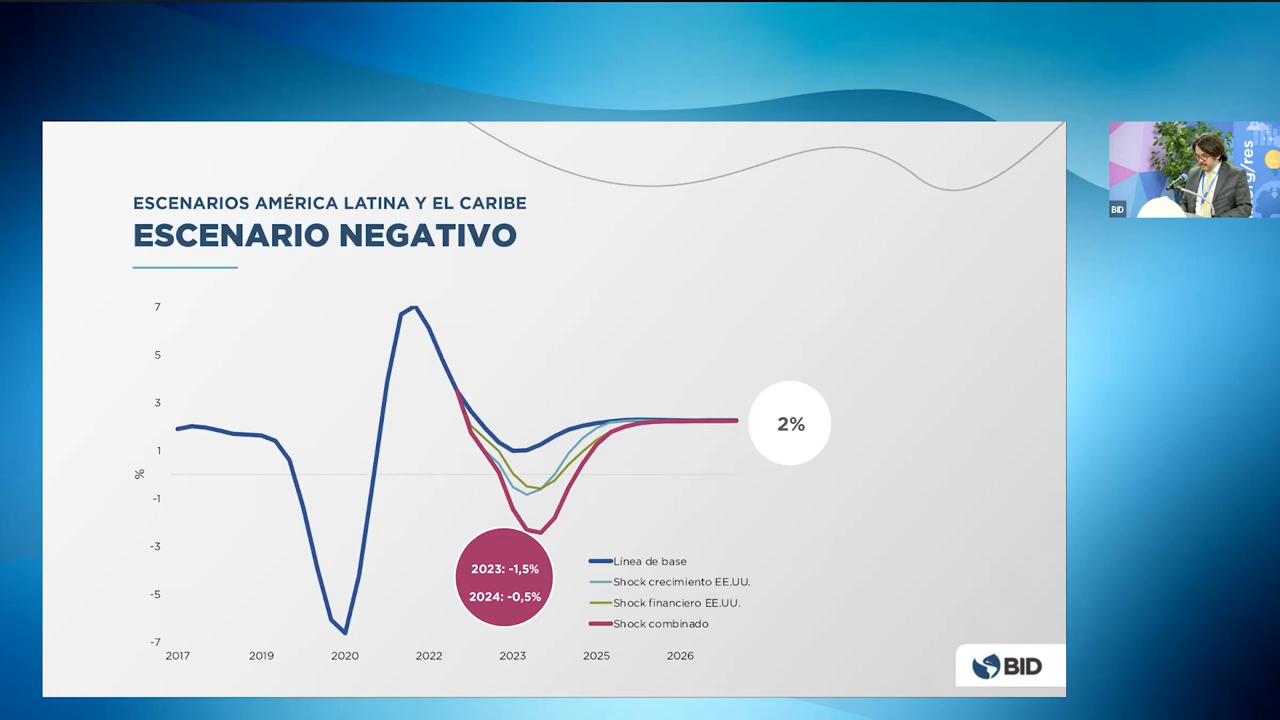 ESCENARIOS AMÉRICA LATINA Y EL CARIBE
ESCENARIO NEGATIVO
7
5
3
1
-1
-3
-5
-7
%
2017
2019
2020
2022
2023
2025
2026
2%
2023: -1,5%
2024: -0,5%
Línea de base
Shock crecimiento EE.UU.
Shock financiero EE.UU.
Shock combinado
BID
BID
org/res